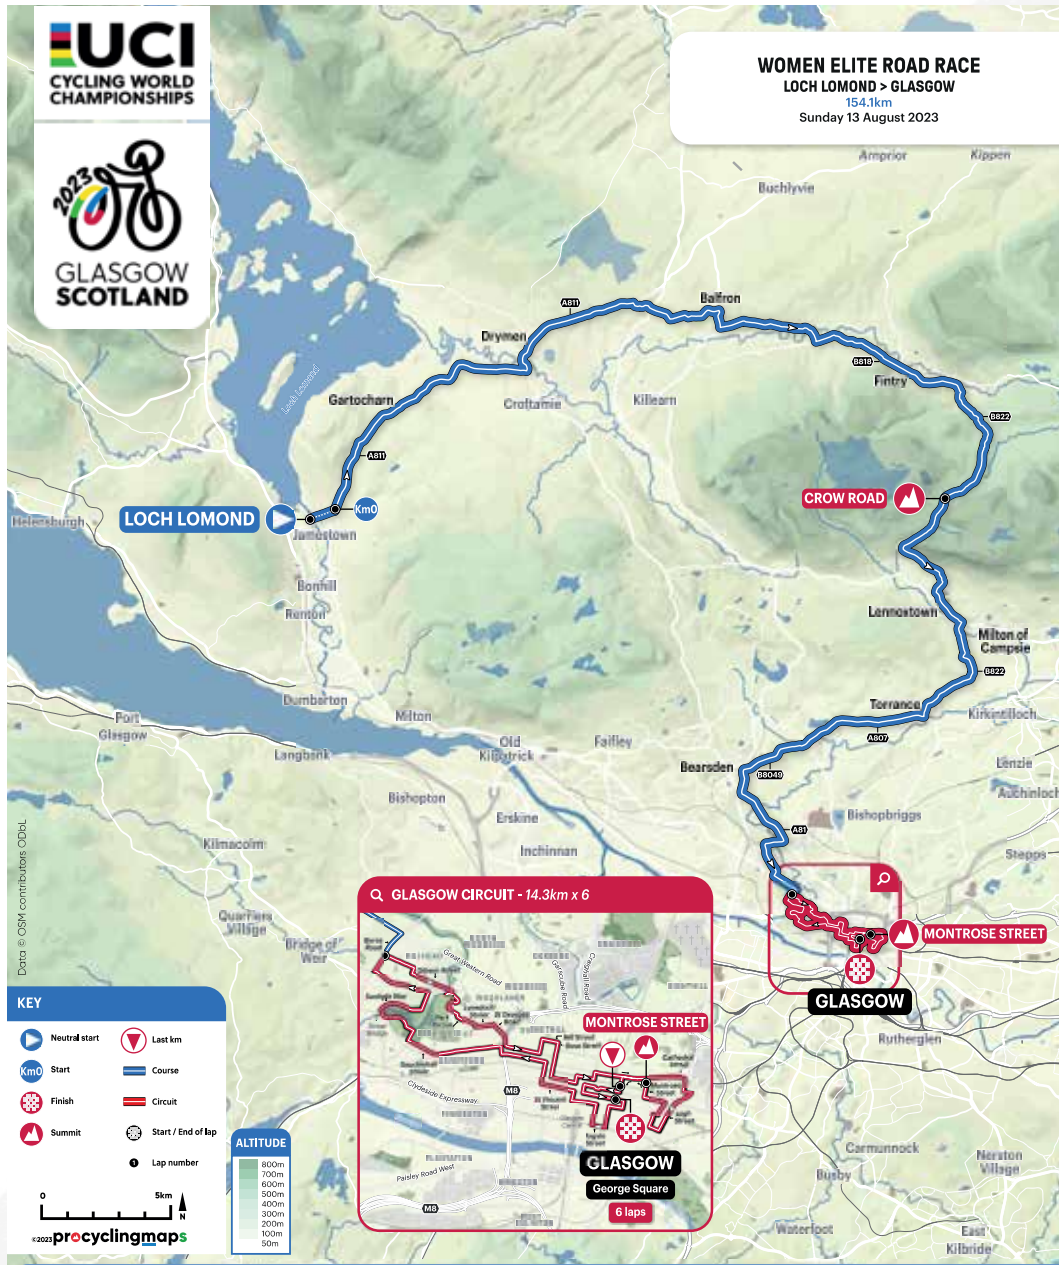 UCI
CYCLING WORLD
CHAMPIONSHIPS
2023
GLASGOW
SCOTLAND
WOMEN ELITE ROAD RACE
LOCH LOMOND > GLASGOW
154.1km
Sunday 13 August 2023
Arnprior
Kippen
Buchlyvie
Balfron
A811
Drymen
B818
Fintry
Loch Lomond
Gartocharn
Croftamie
Killearn
B822
A811
CROW ROAD
LOCH LOMOND
Km0
Helensburgh
Jamestown
Bonhill
Renton
Lennoxtown
Milton of
Campsie
B822
Dumbarton
Milton
Torrance
Kirkintilloch
Port
Glasgow
A807
Langbank
Old
Kilpatrick
Faifley
Bearsden
B8049
Lenzie
Auchinloch
Bishopton
Erskine
A81
Bishopbriggs
Kilmacolm
Inchinnan
Stepps
Data © OSM contributors ODbL
GLASGOW CIRCUIT - 14.3km x 6
Quarriers
Village
Bridge of
Weir
MONTROSE STREET
GLASGOW
Great Western Road
Garscube Road
Craighall Road
MONTROSE STREET
Clydeside Expressway
M8
Paisley Road West
M8
GLASGOW
George Square
6 laps
Rutherglen
Carmunnock
Busby
Nerston
Village
Waterfoot
East
Kilbride
KEY
Neutral start
Last km
Km0
Start
Course
Finish
Circuit
Summit
Start / End of lap
1
Lap number
0
5km
N
©2023 procyclingmaps
ALTITUDE
800m
700m
600m
500m
400m
300m
200m
100m
50m